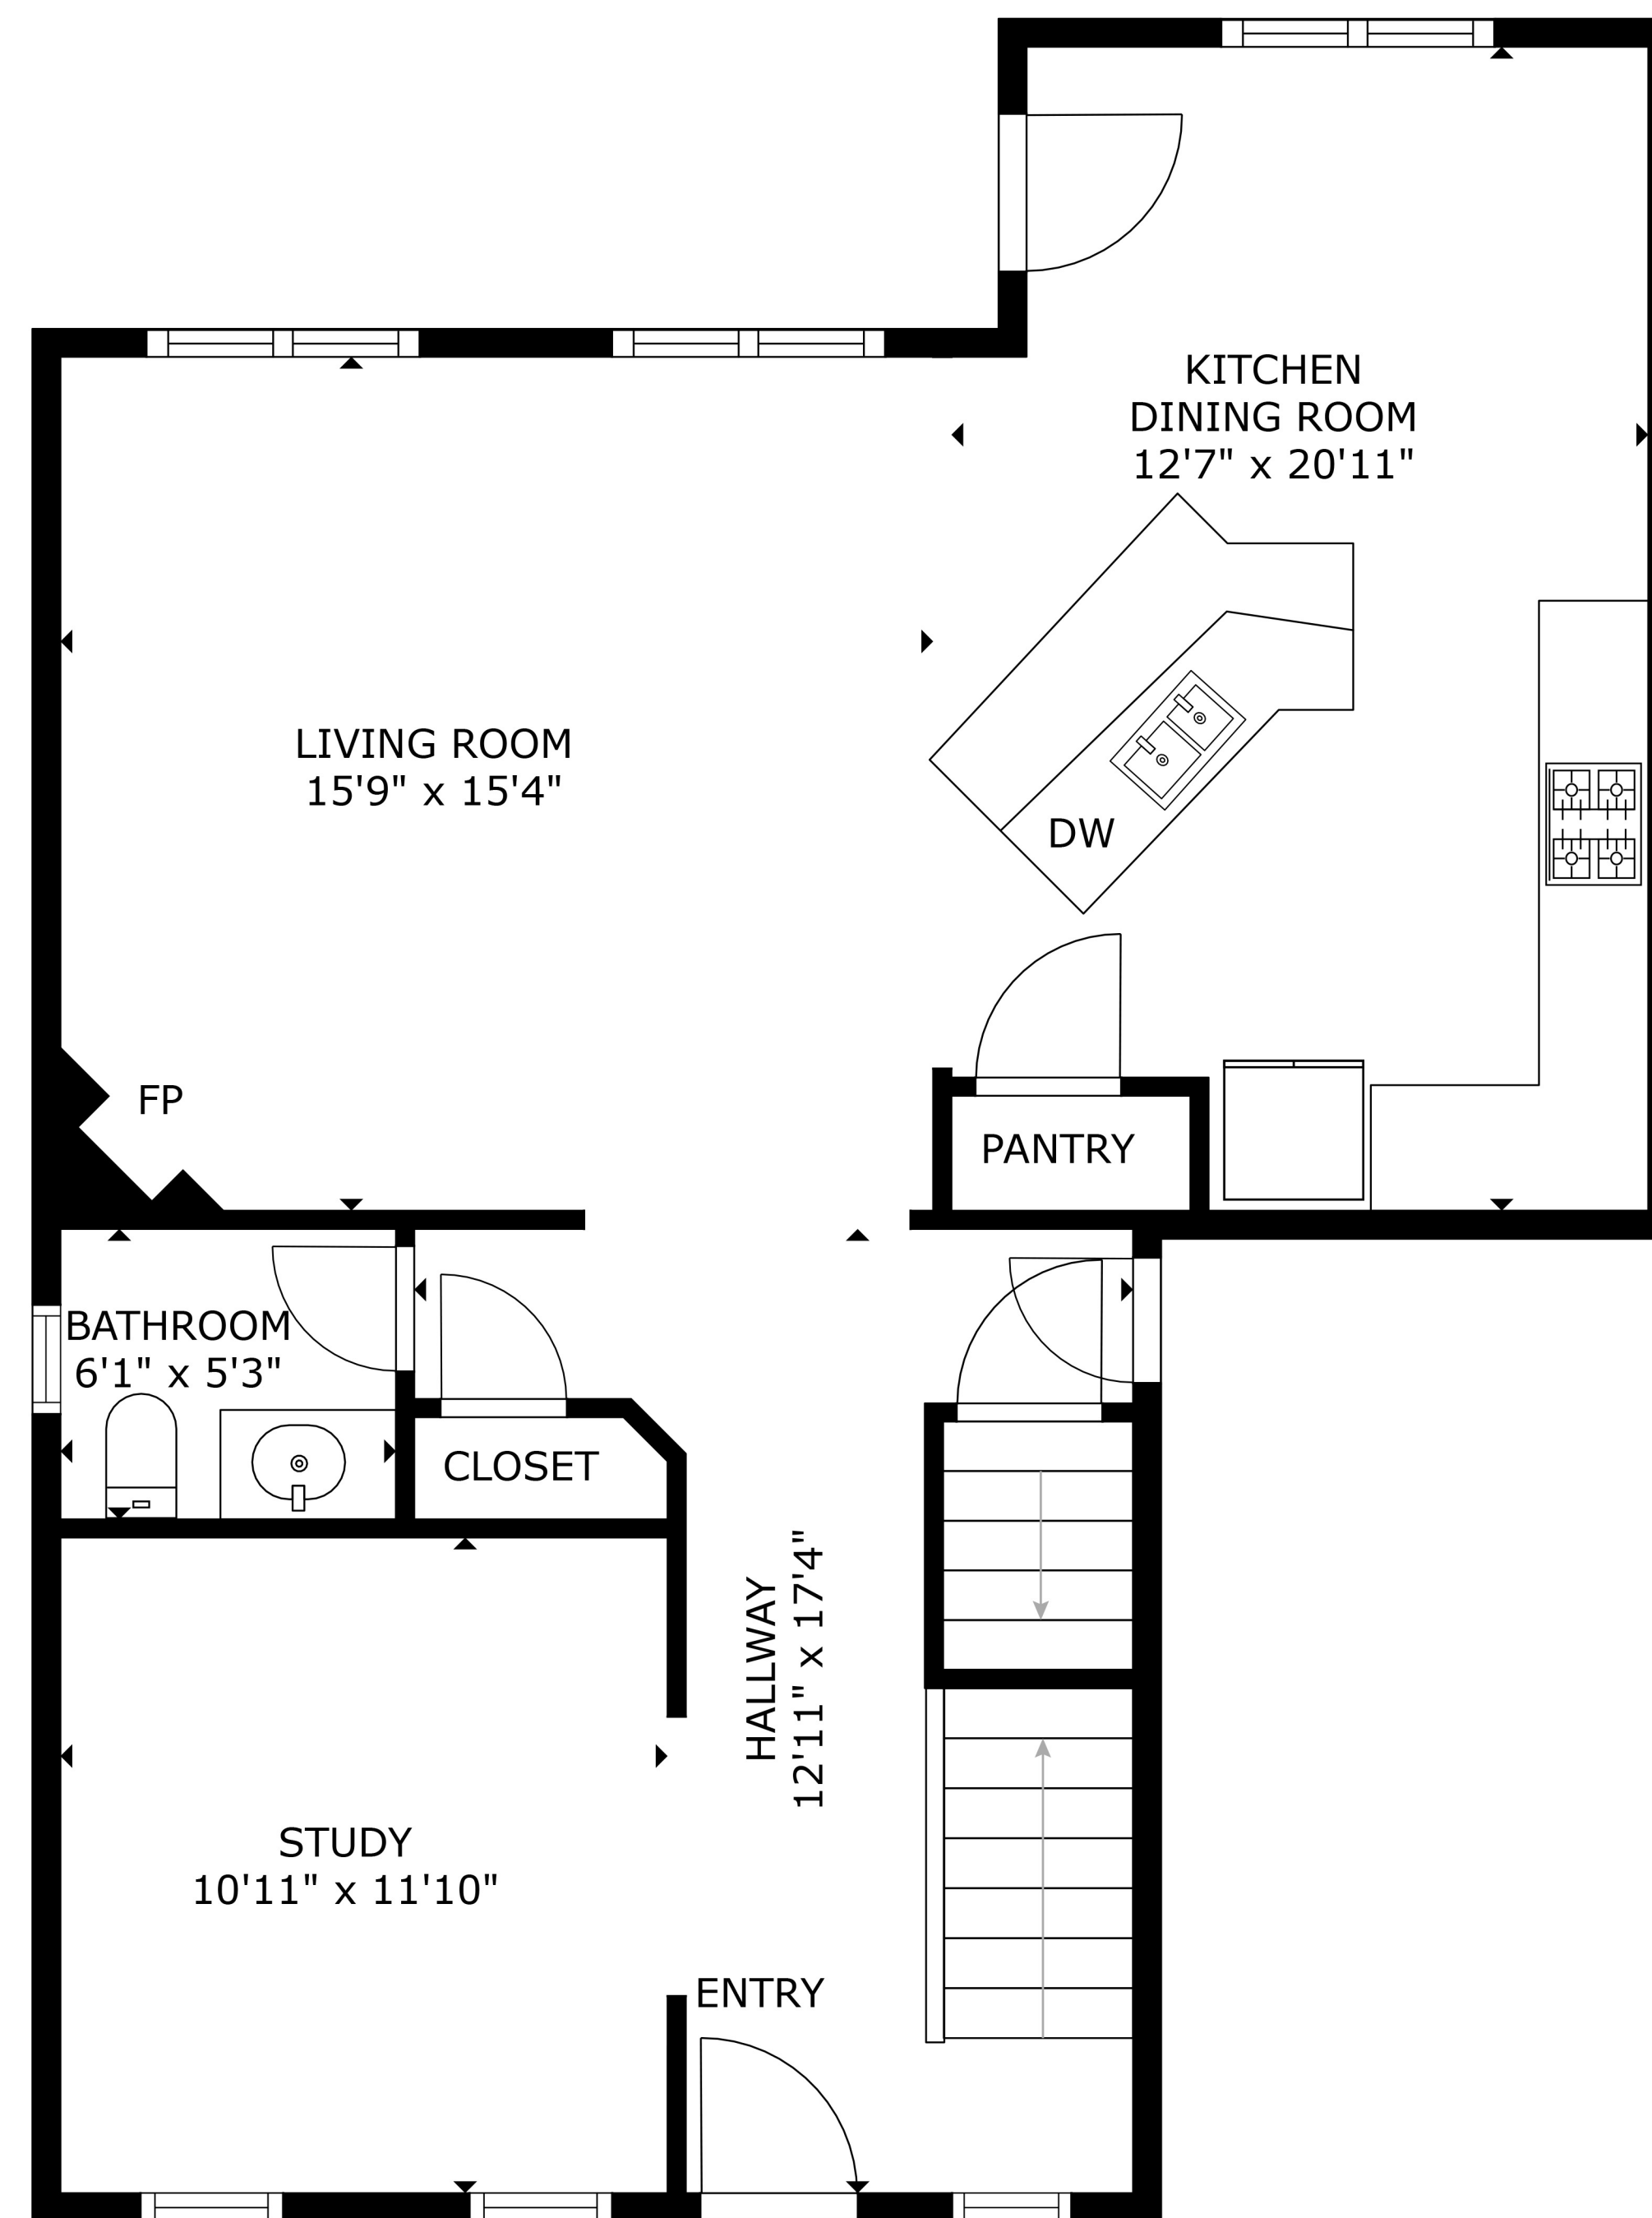 KITCHEN
DINING ROOM
12'7" x 20'11"
LIVING ROOM
15'9" x 15'4"
DW
FP
PANTRY
BATHROOM
6'1" x 5'3"
CLOSET
HALLWAY
12'11" x 17'4"
STUDY
10'11" x 11'10"
ENTRY